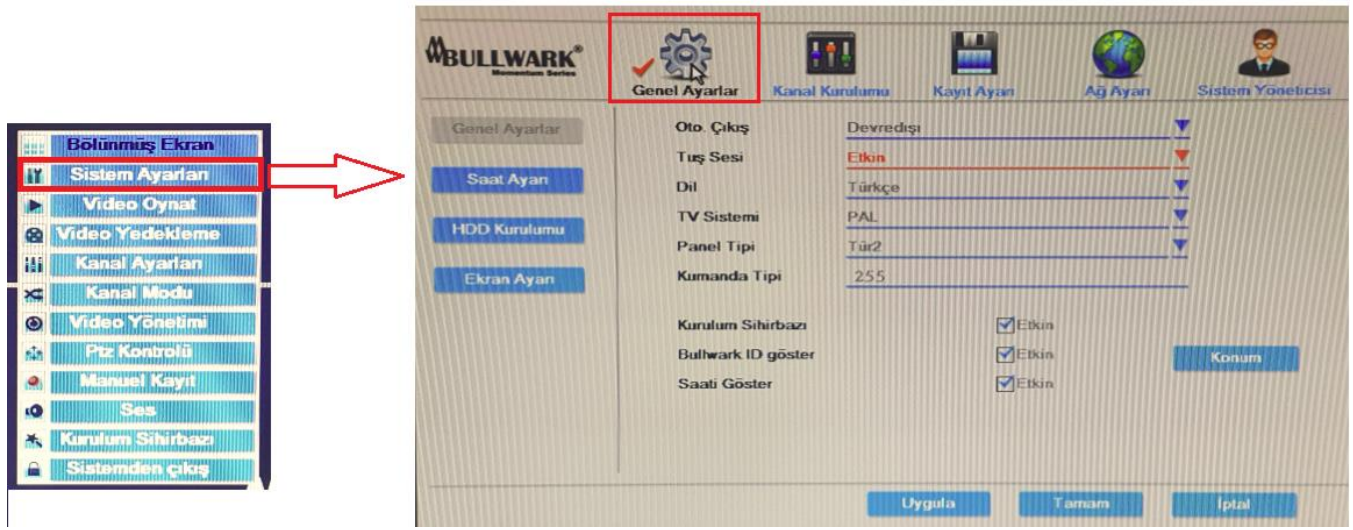 Bölünmüş Ekran
Sistem Ayarları
Video Oynat
Video Yedekleme
Kanal Ayarları
Kanal Modu
Video Yönetimi
Ptz Kontrolü
Manuel Kayıt
Ses
Kurulum Sihirbazı
Sistemden çıkış
BULLWARK®
Momentum Series
Genel Ayarlar
Kanal Kurulumu
Kayıt Ayarı
Ağ Ayarı
Sistem Yöneticisi
Genel Ayarlar
Saat Ayarı
HDD Kurulumu
Ekran Ayarı
Oto. Çıkış Devredışı
Tuş Sesi Etkin
Dil Türkçe
TV Sistemi PAL
Panel Tipi Tür2
Kumanda Tipi 255
Kurulum Sihirbazı Etkin
Bullwark ID göster Etkin Konum
Saati Göster Etkin
Uygula Tamam İptal